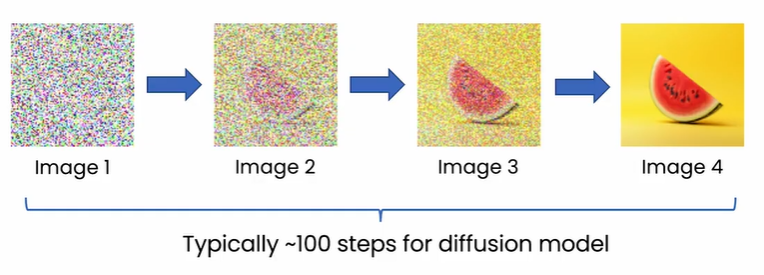 Image 1
Image 2
Image 3
Image 4
Typically ~100 steps for diffusion model